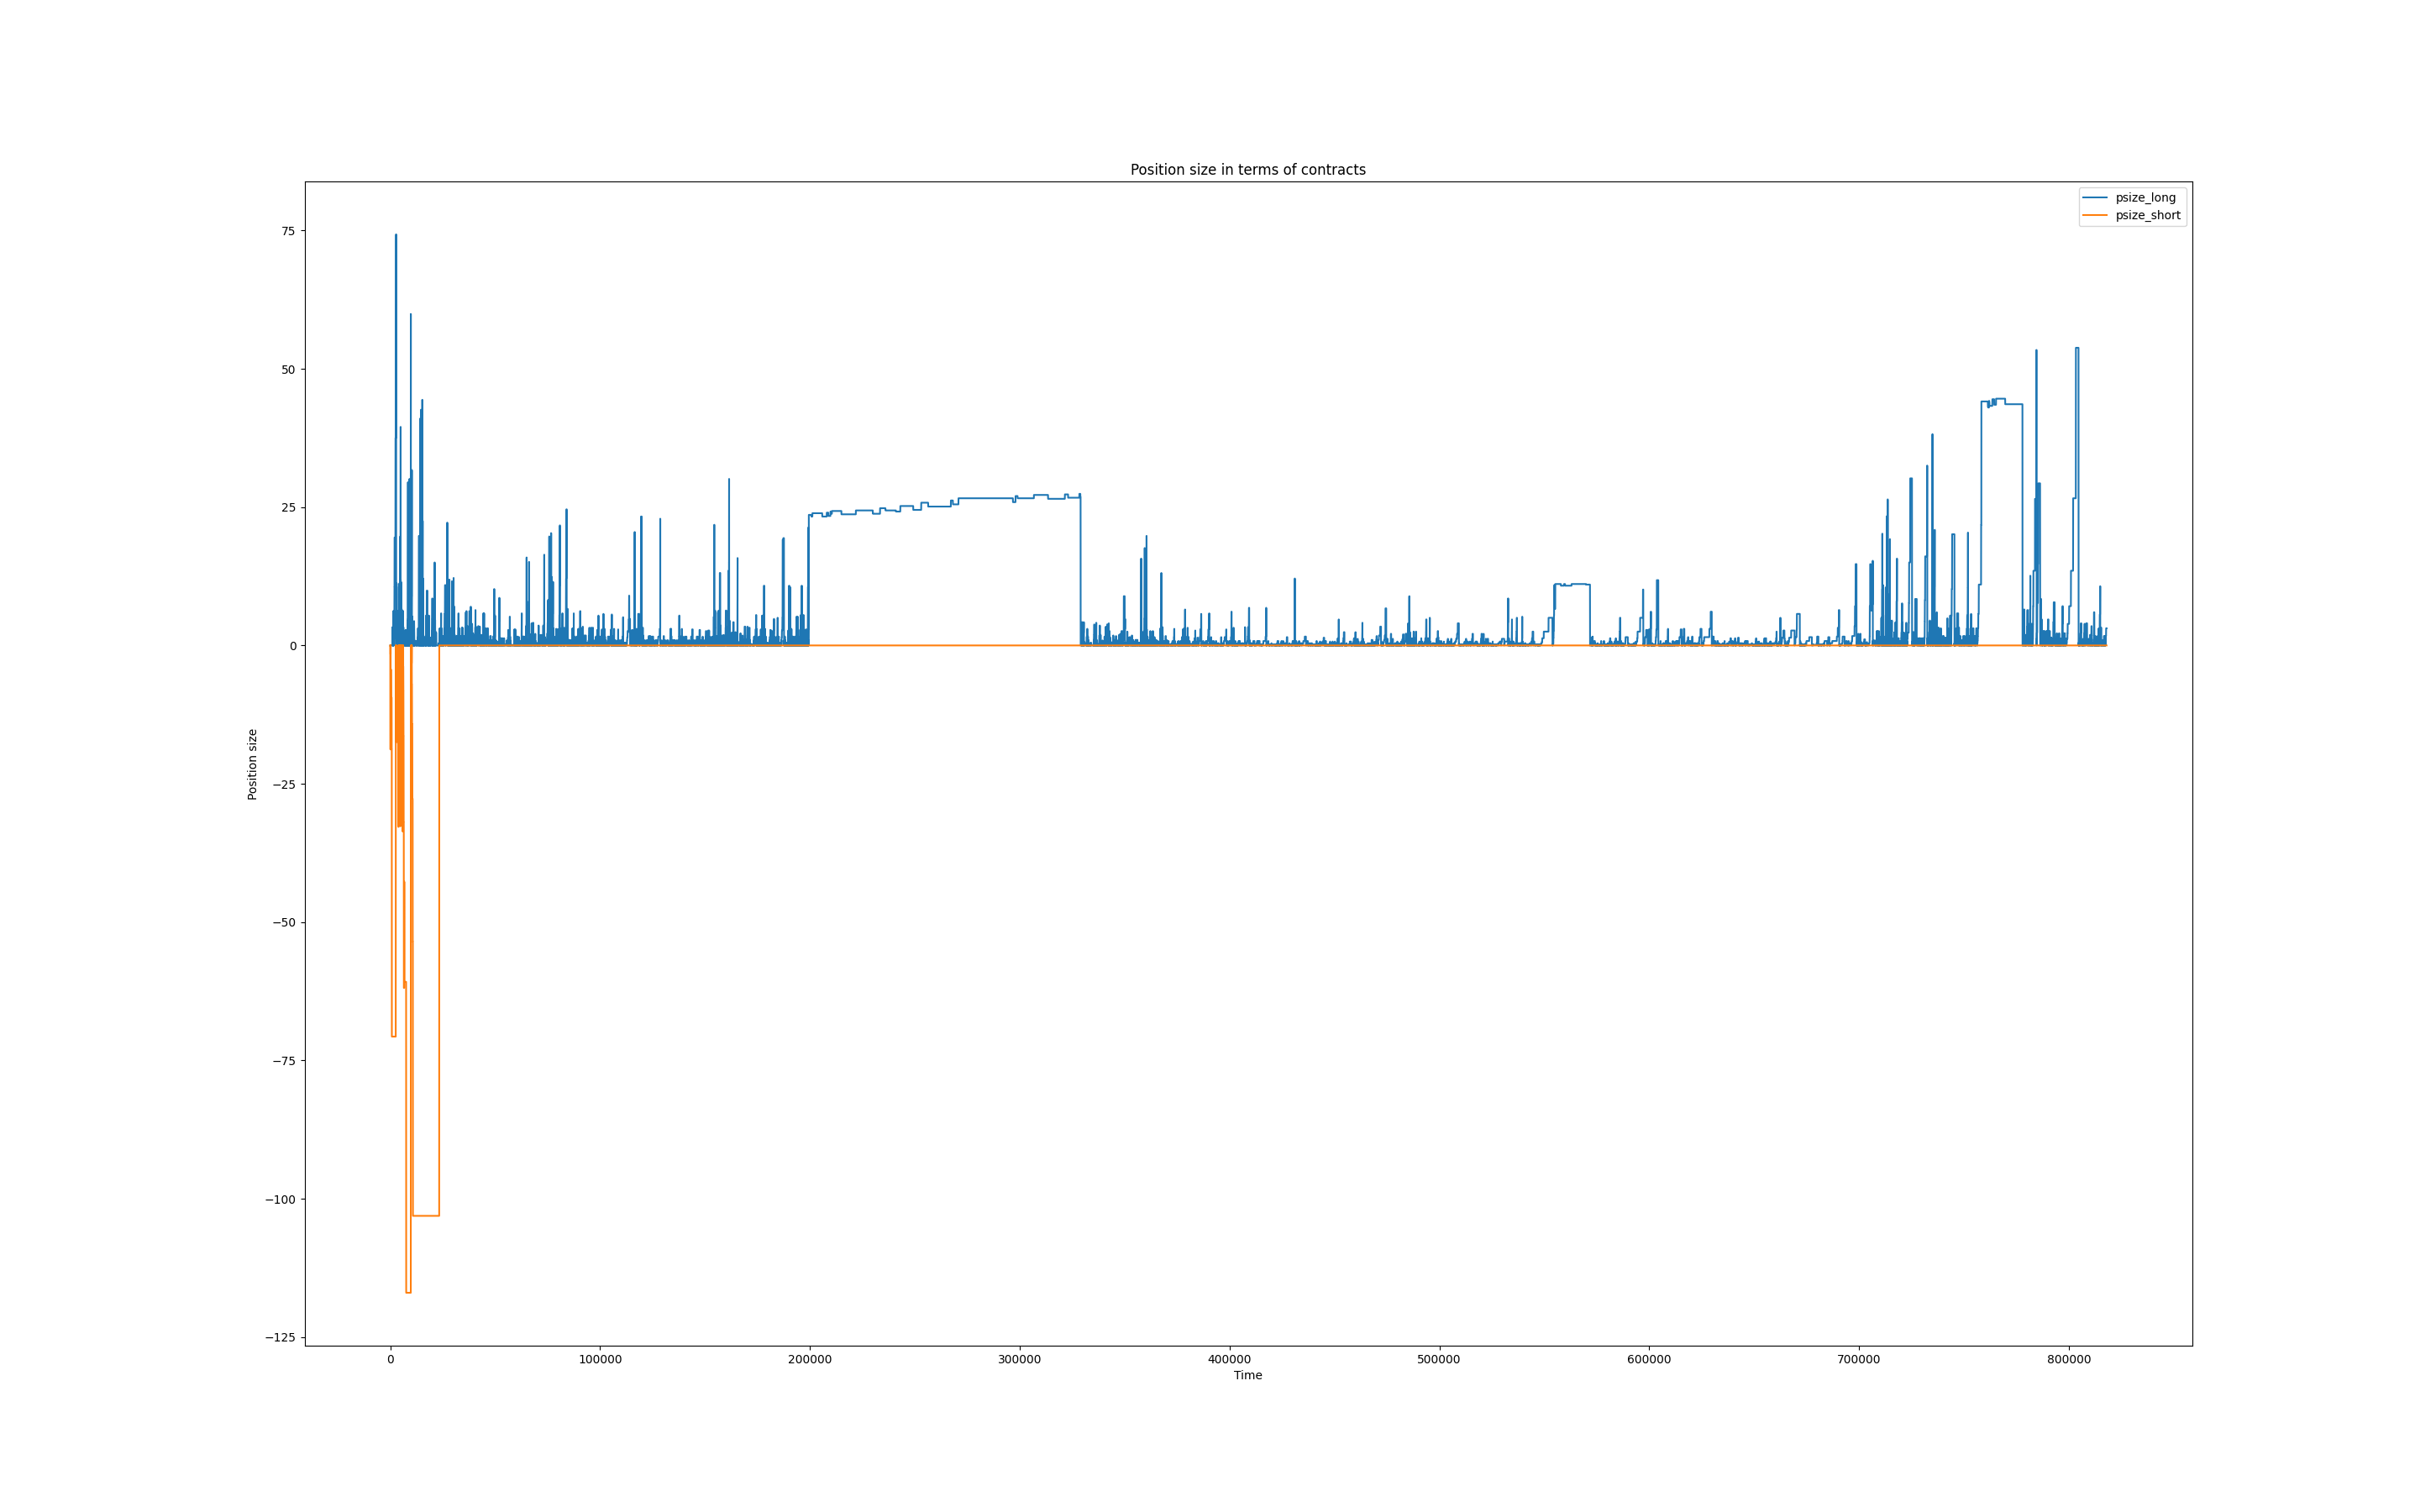 Position size in terms of contracts
psize_long
psize_short
75
50
25
0
−25
−50
−75
−100
−125
Position size
0 100000 200000 300000 400000 500000 600000 700000 800000
Time